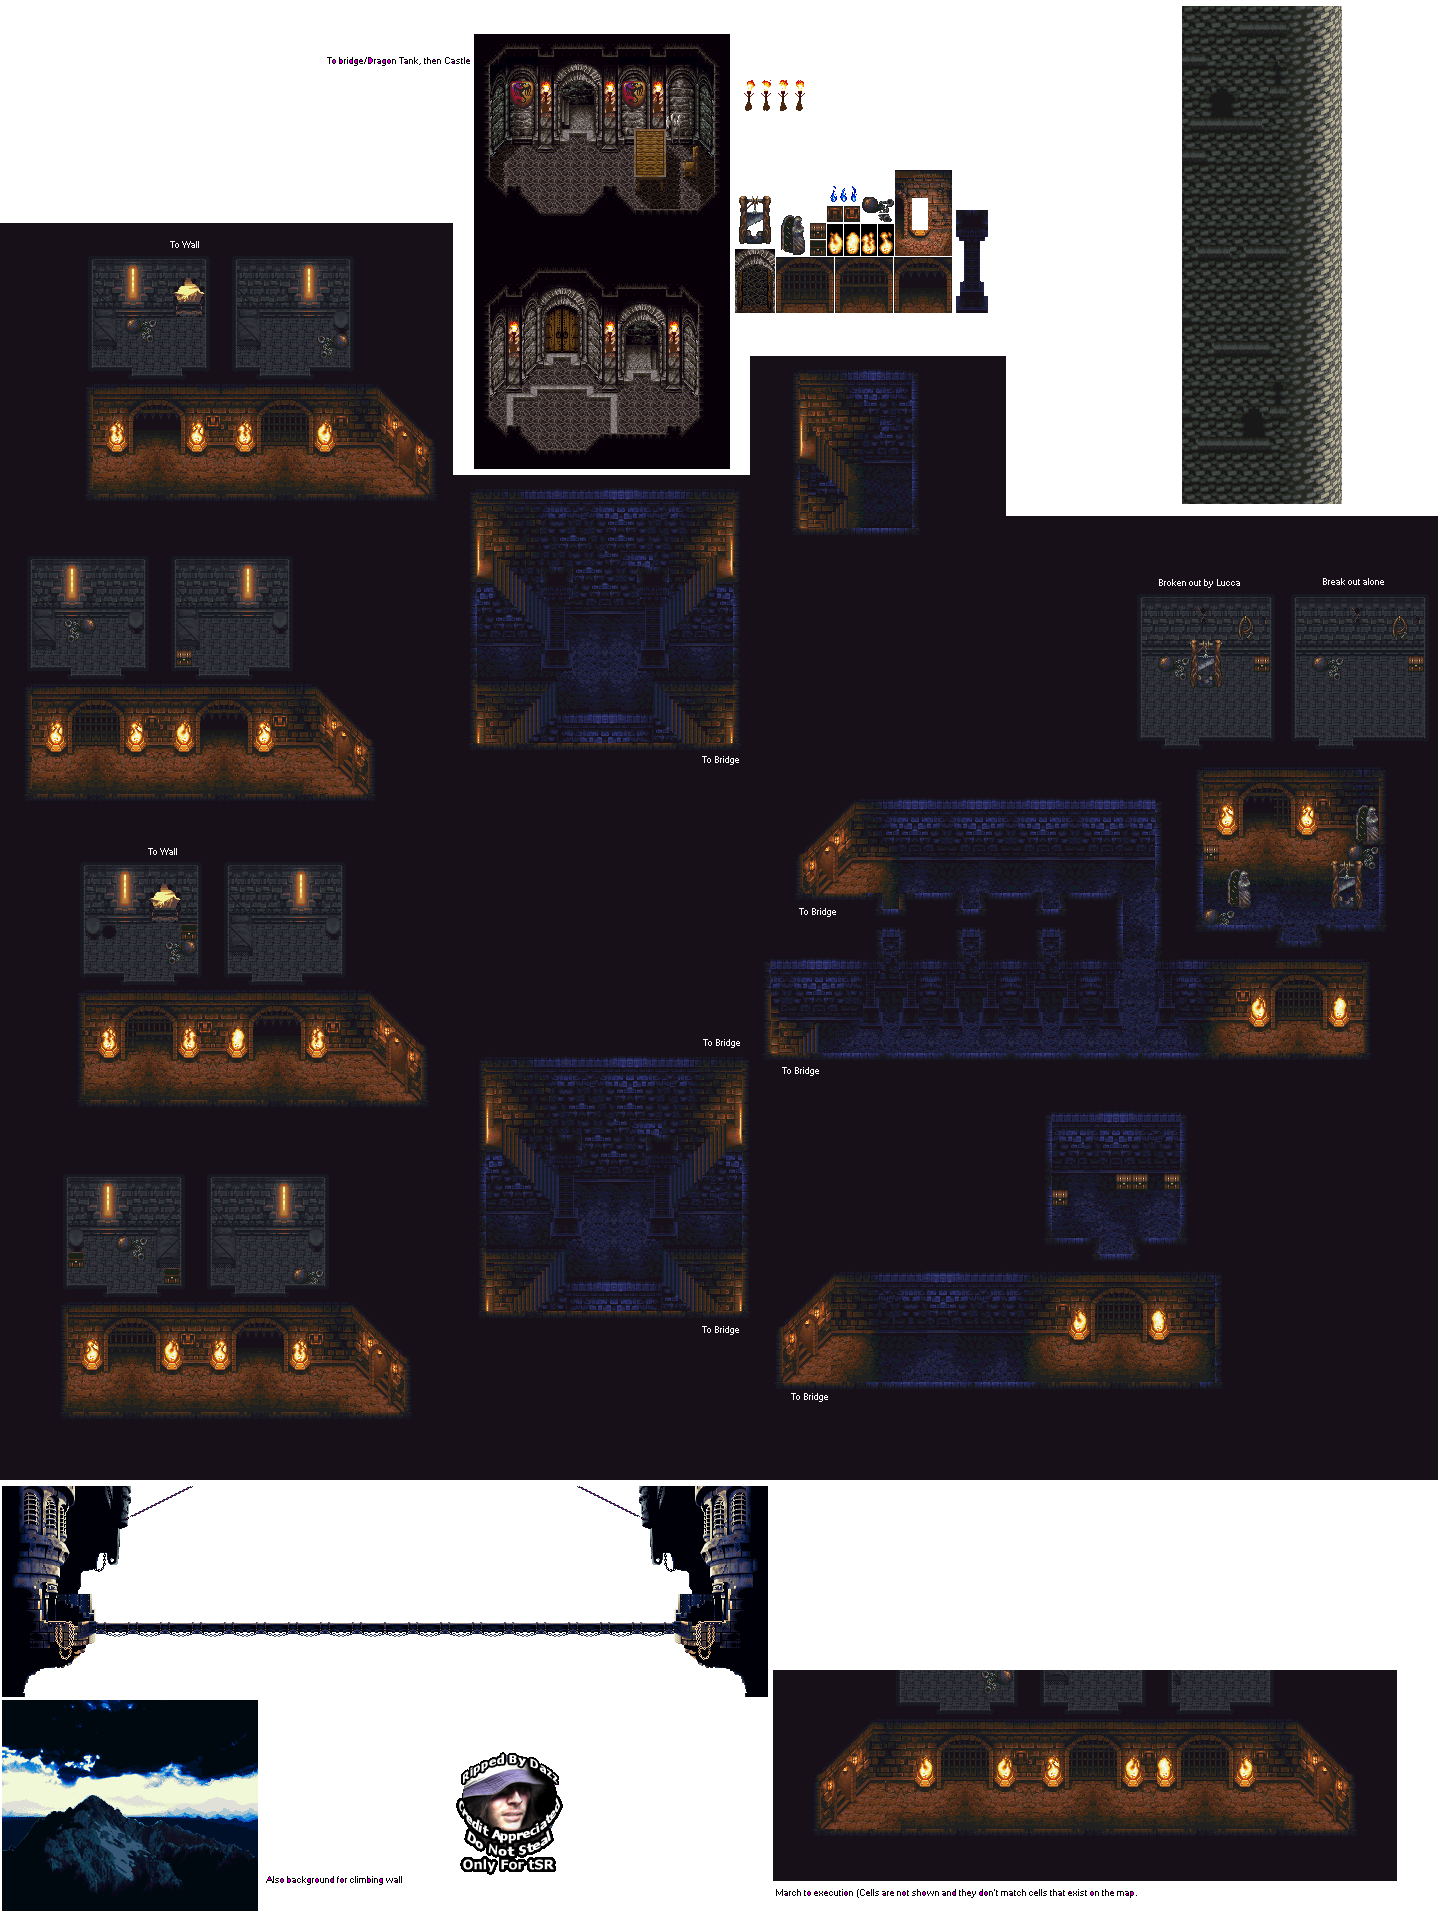 To bridge/Dragon Tank, then Castle
To Wall
Broken out by Lucca
Break out alone
To Bridge
To Wall
To Bridge
To Bridge
To Bridge
To Bridge
To Bridge
Ripped By Dazz
Credit Appreciated
Do Not Steal
Only For tSR
Also background for climbing wall
March to execution (Cells are not shown and they don't match cells that exist on the map.